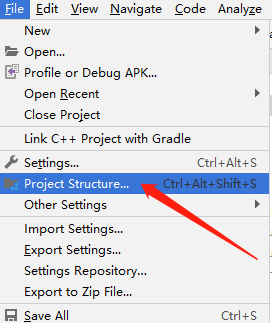 File Edit View Navigate Code Analyze
New
Open...
Profile or Debug APK...
Open Recent
Close Project
Link C++ Project with Gradle
Settings... Ctrl+Alt+S
Project Structure... Ctrl+Alt+Shift+S
Other Settings
Import Settings...
Export Settings...
Settings Repository...
Export to Zip File...
Save All Ctrl+S